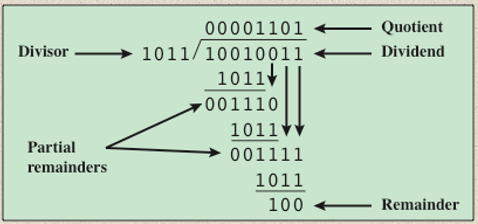 00001101 Quotient
Divisor 1011/10010011 Dividend
1011
001110
1011
Partial
remainders
001111
1011
100 Remainder